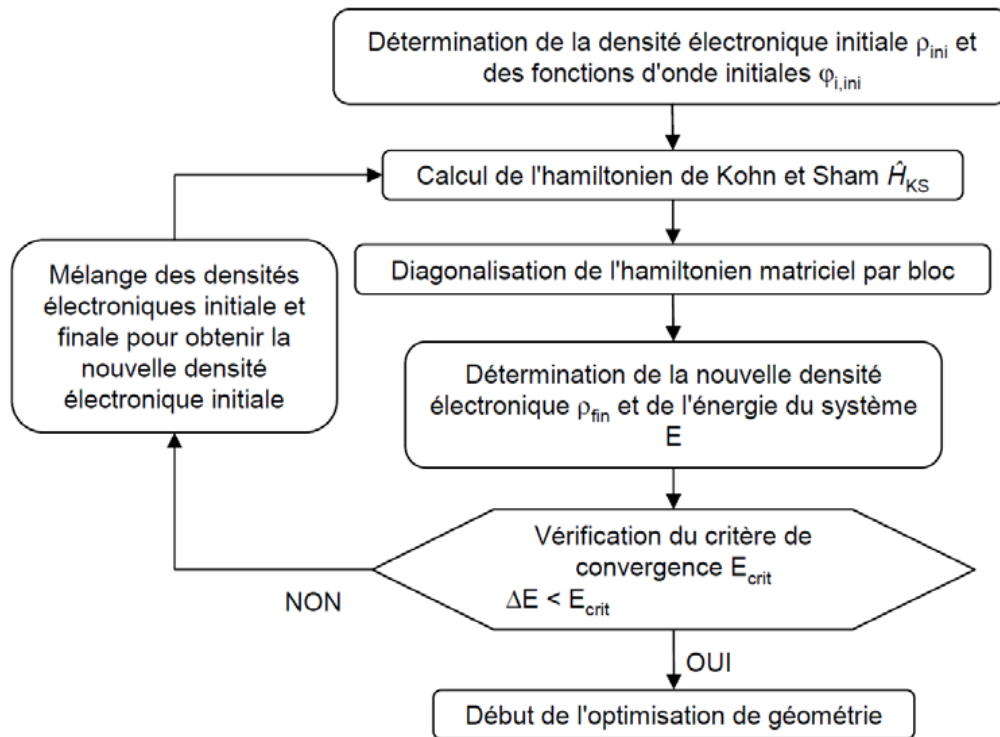 Détermination de la densité électronique initiale ρini et
des fonctions d'onde initiales φi,ini
Calcul de l'hamiltonien de Kohn et Sham ĤKS
Diagonalisation de l'hamiltonien matriciel par bloc
Mélange des densités
électroniques initiale et
finale pour obtenir la
nouvelle densité
électronique initiale
Détermination de la nouvelle densité
électronique ρfin et de l'énergie du système
E
Vérification du critère de
convergence Ecrit
ΔE < Ecrit
NON
OUI
Début de l'optimisation de géométrie